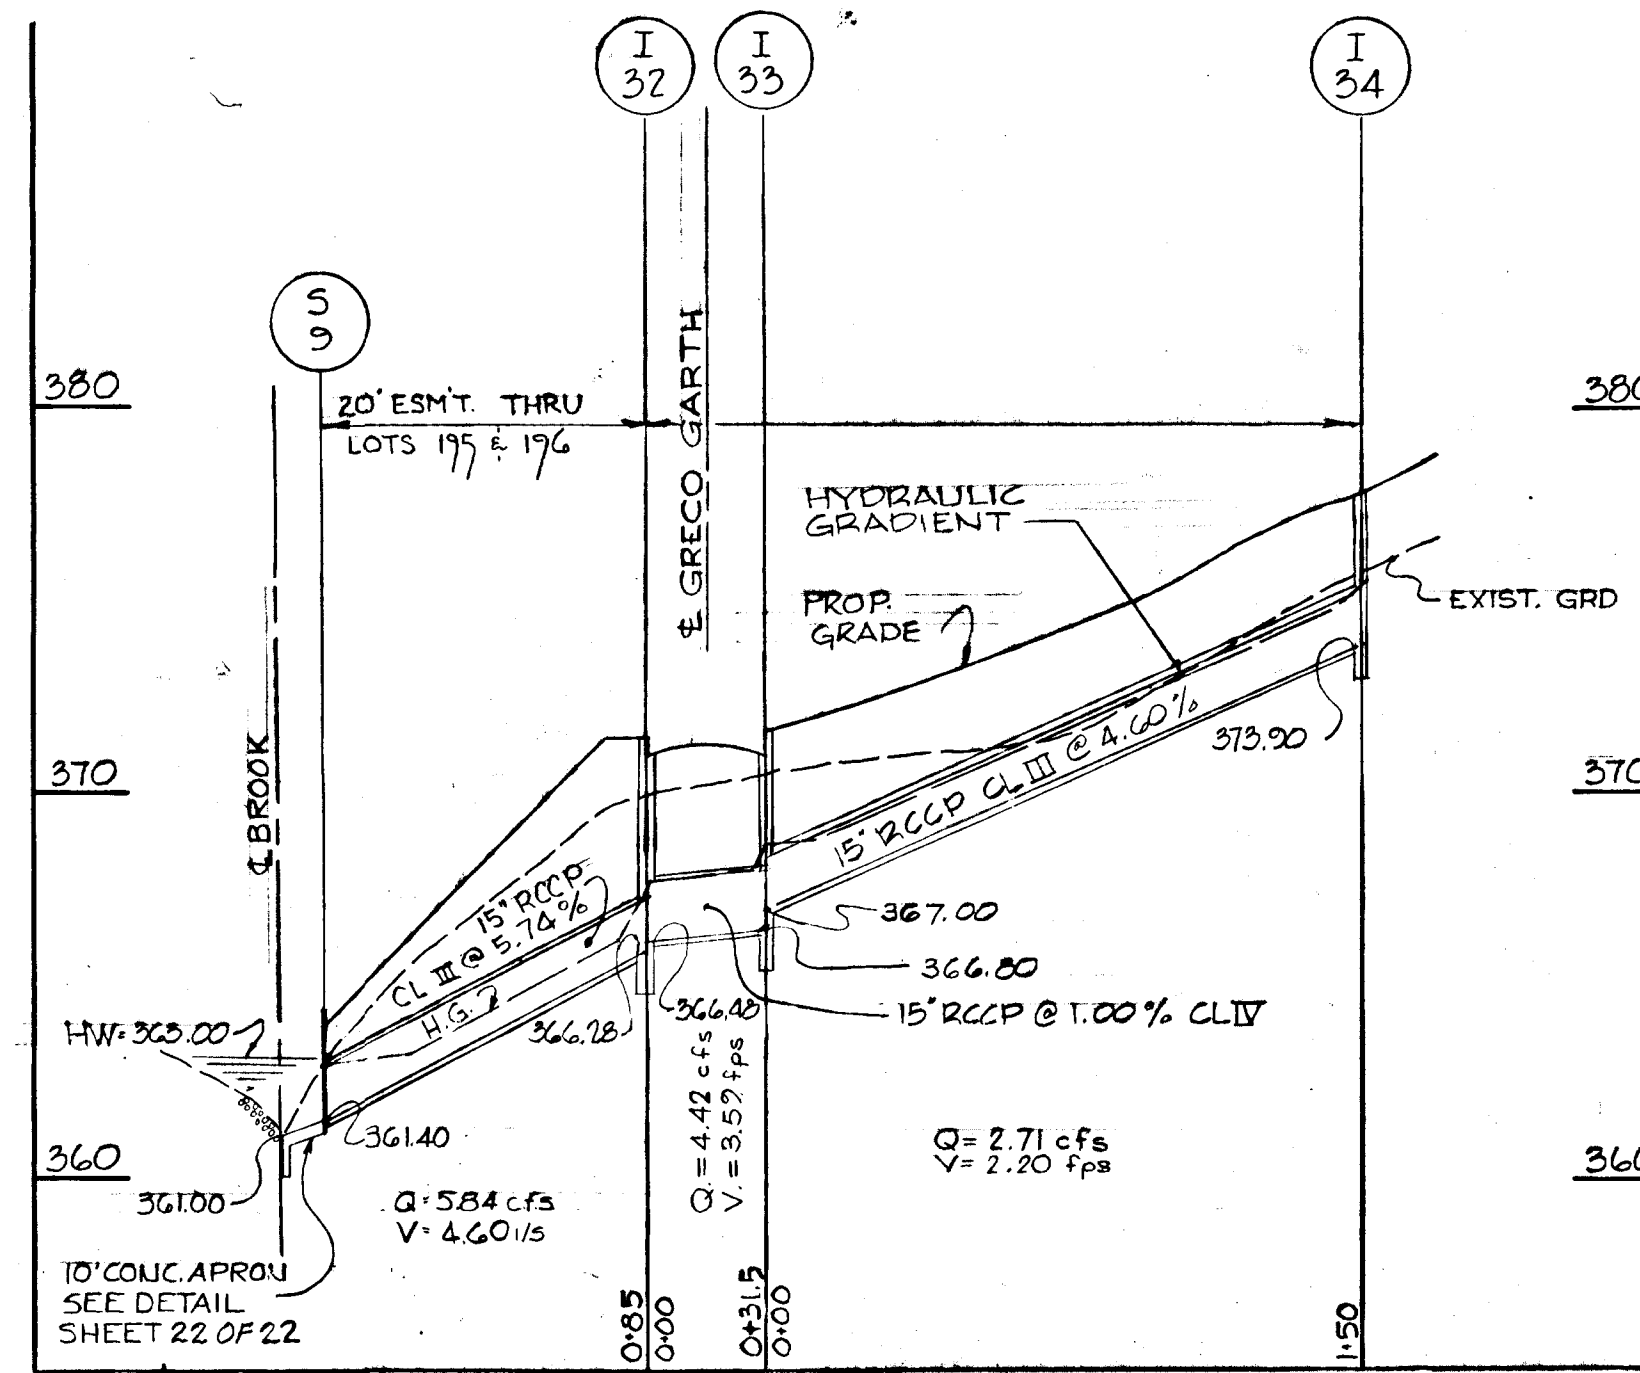 I
32
I
33
I
34
S
9
380
380
20' ESM'T. THRU
LOTS 195 & 196
℄ GRECO GARTH
HYDRAULIC
GRADIENT
PROP.
GRADE
EXIST. GRD
℄ BROOK
370
370
373.90
15" RCCP CL III @ 4.60%
15" RCCP
CL III @ 5.74%
H.G.
367.00
366.80
15" RCCP @ 1.00% CL IV
HW=363.00
366.28
366.48
361.40
Q.=4.42 cfs
V.=3.59 fps
Q= 2.71 cfs
V= 2.20 fps
360
360
361.00
Q=5.84 cfs
V=4.60 1/s
10' CONC. APRON
SEE DETAIL
SHEET 22 OF 22
0+85
0+00
0+31.5
0+00
1+50